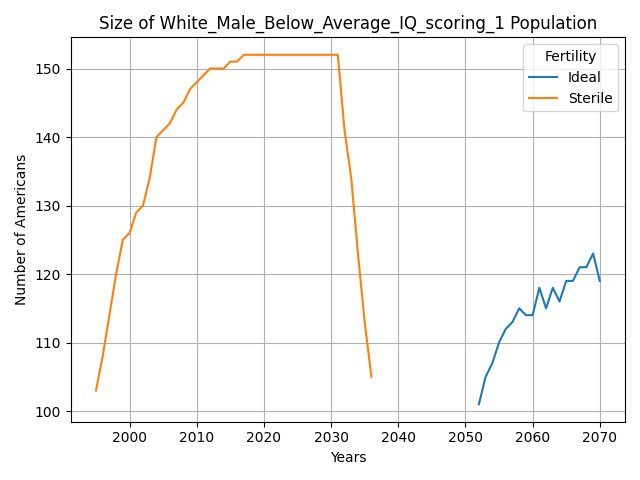 Size of White_Male_Below_Average_IQ_scoring_1 Population
Fertility
Ideal
Sterile
Number of Americans
150
140
130
120
110
100
2000 2010 2020 2030 2040 2050 2060 2070
Years